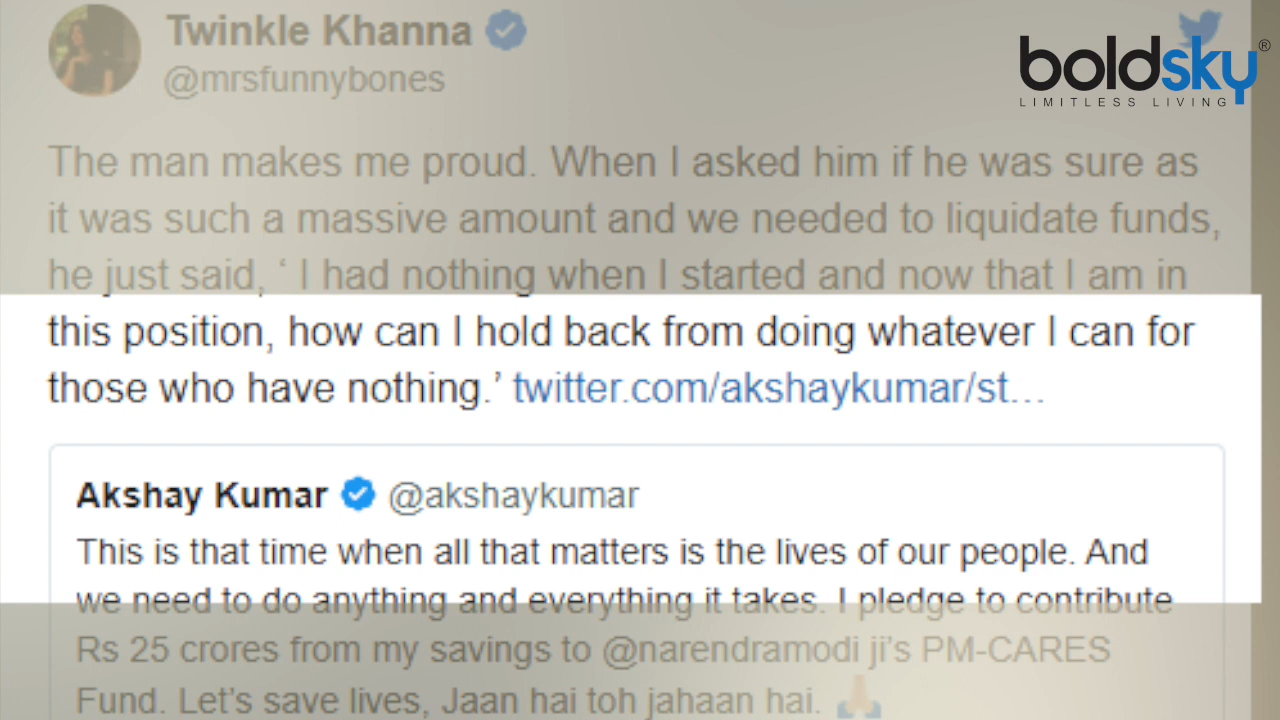 Twinkle Khanna
@mrsfunnybones
boldsky®
LIMITLESS LIVING
The man makes me proud. When I asked him if he was sure as
it was such a massive amount and we needed to liquidate funds,
he just said, ‘ I had nothing when I started and now that I am in
this position, how can I hold back from doing whatever I can for
those who have nothing.’ twitter.com/akshaykumar/st…
Akshay Kumar @akshaykumar
This is that time when all that matters is the lives of our people. And
we need to do anything and everything it takes. I pledge to contribute
Rs 25 crores from my savings to @narendramodi ji's PM-CARES
Fund. Let's save lives, Jaan hai toh jahaan hai. 🙏🏻